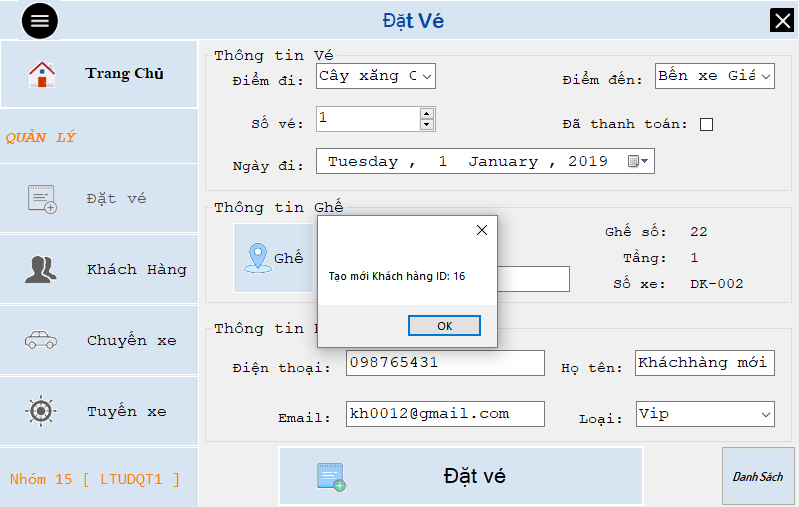 Đặt Vé
Trang Chủ
QUẢN LÝ
Đặt vé
Khách Hàng
Chuyến xe
Tuyến xe
Nhóm 15 [ LTUDQT1 ]
Thông tin Vé
Điểm đi: Cây xăng
Điểm đến: Bến xe Giá
Số vé: 1
Đã thanh toán:
Ngày đi: Tuesday , 1 January , 2019
Thông tin Ghế
Ghế
Ghế số: 22
Tầng: 1
Số xe: DK-002
Tạo mới Khách hàng ID: 16
OK
Thông tin
Điện thoại: 098765431
Họ tên: Kháchhàng mới
Email: kh0012@gmail.com
Loại: Vip
Đặt vé
Danh Sách